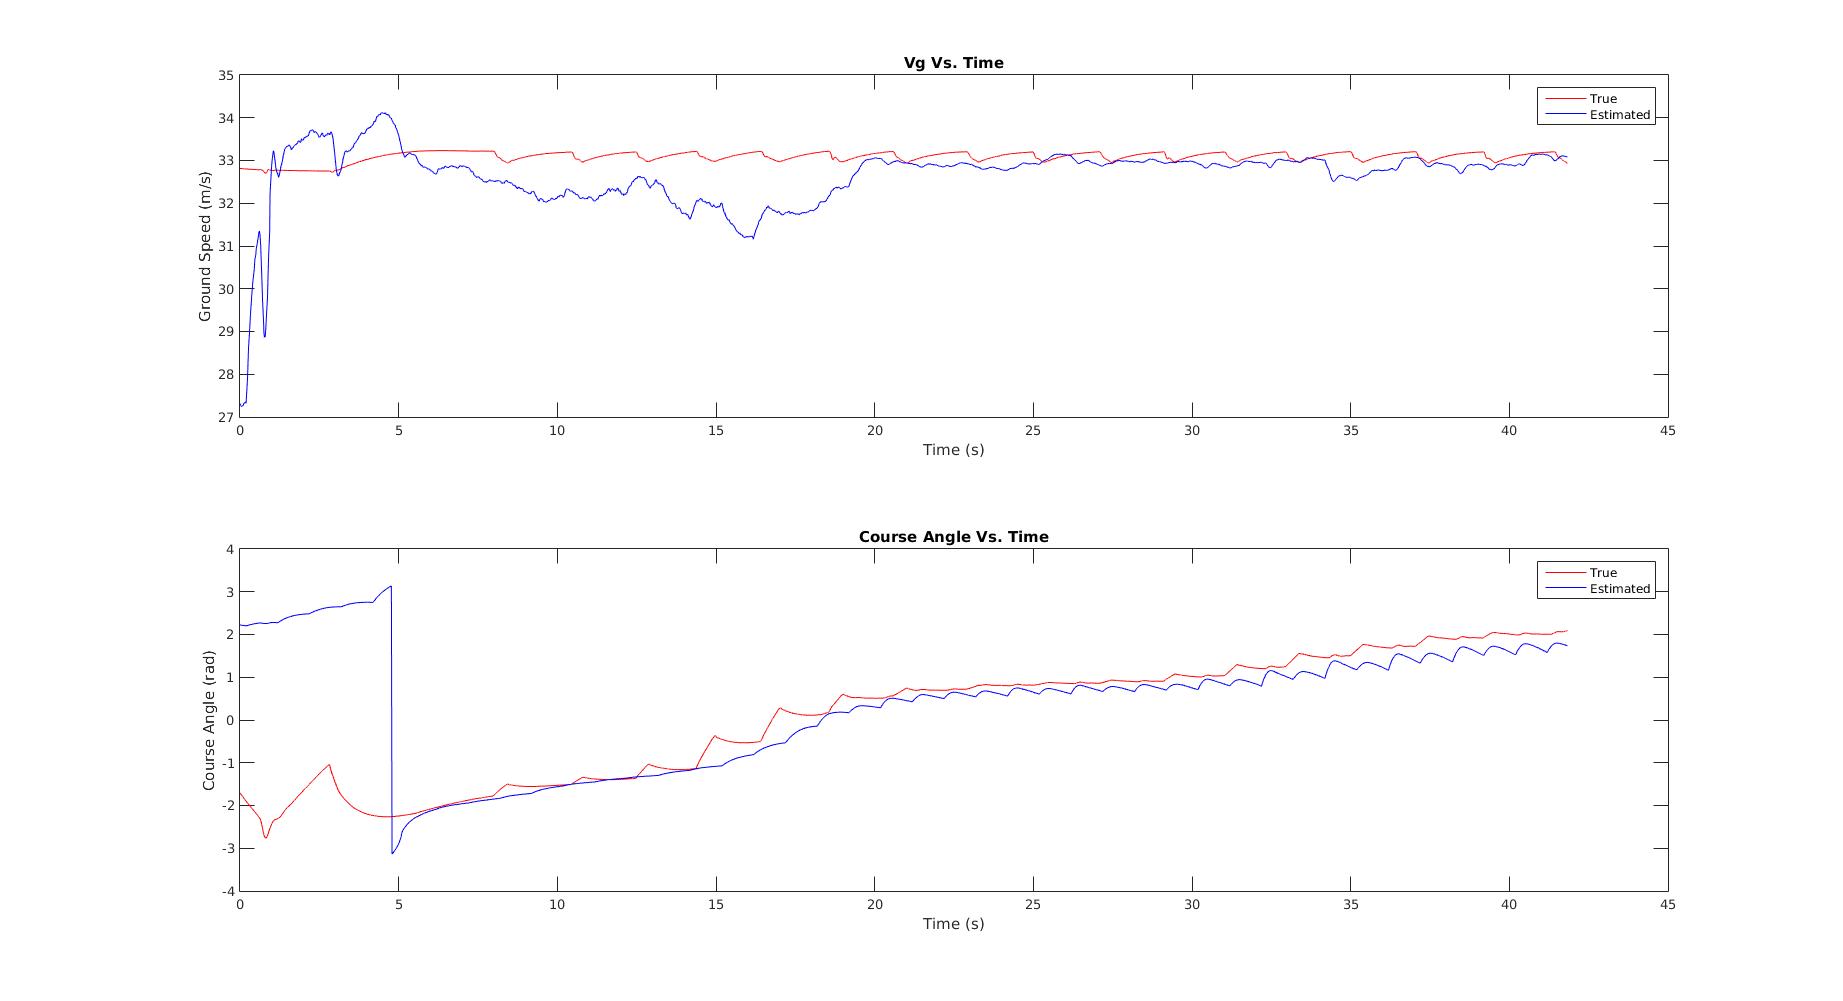 Vg Vs. Time
35
34
33
32
31
30
29
28
27
Ground Speed (m/s)
True
Estimated
0 5 10 15 20 25 30 35 40 45
Time (s)
Course Angle Vs. Time
4
3
2
1
0
-1
-2
-3
-4
Course Angle (rad)
True
Estimated
0 5 10 15 20 25 30 35 40 45
Time (s)